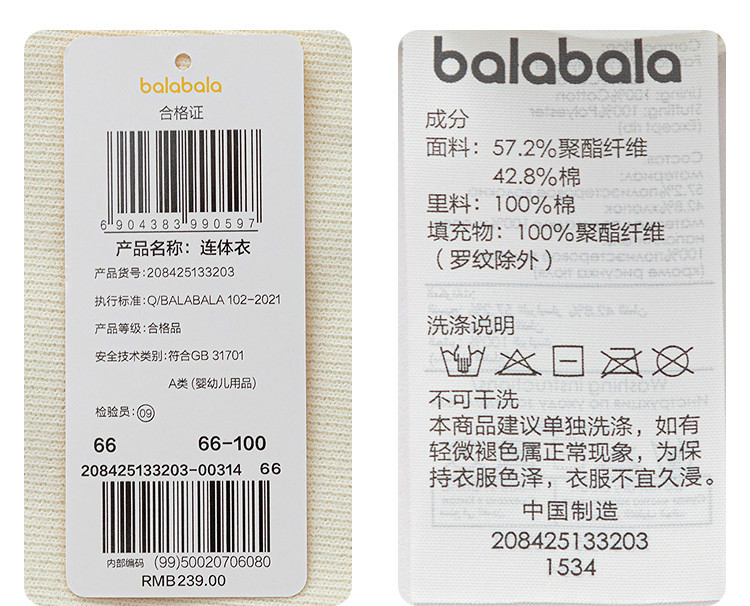 balabala
合格证
6 904383 990597
产品名称：连体衣
产品货号:208425133203
执行标准:Q/BALABALA 102-2021
产品等级:合格品
安全技术类别:符合GB 31701
A类 (婴幼儿用品)
检验员:09
66 66-100
208425133203-00314 66
内部编码 (99)50020706080
RMB239.00
balabala
成分
面料：57.2%聚酯纤维
42.8%棉
里料：100%棉
填充物：100%聚酯纤维
（罗纹除外）
洗涤说明
不可干洗
本商品建议单独洗涤，如有
轻微褪色属正常现象，为保
持衣服色泽，衣服不宜久浸。
中国制造
208425133203
1534